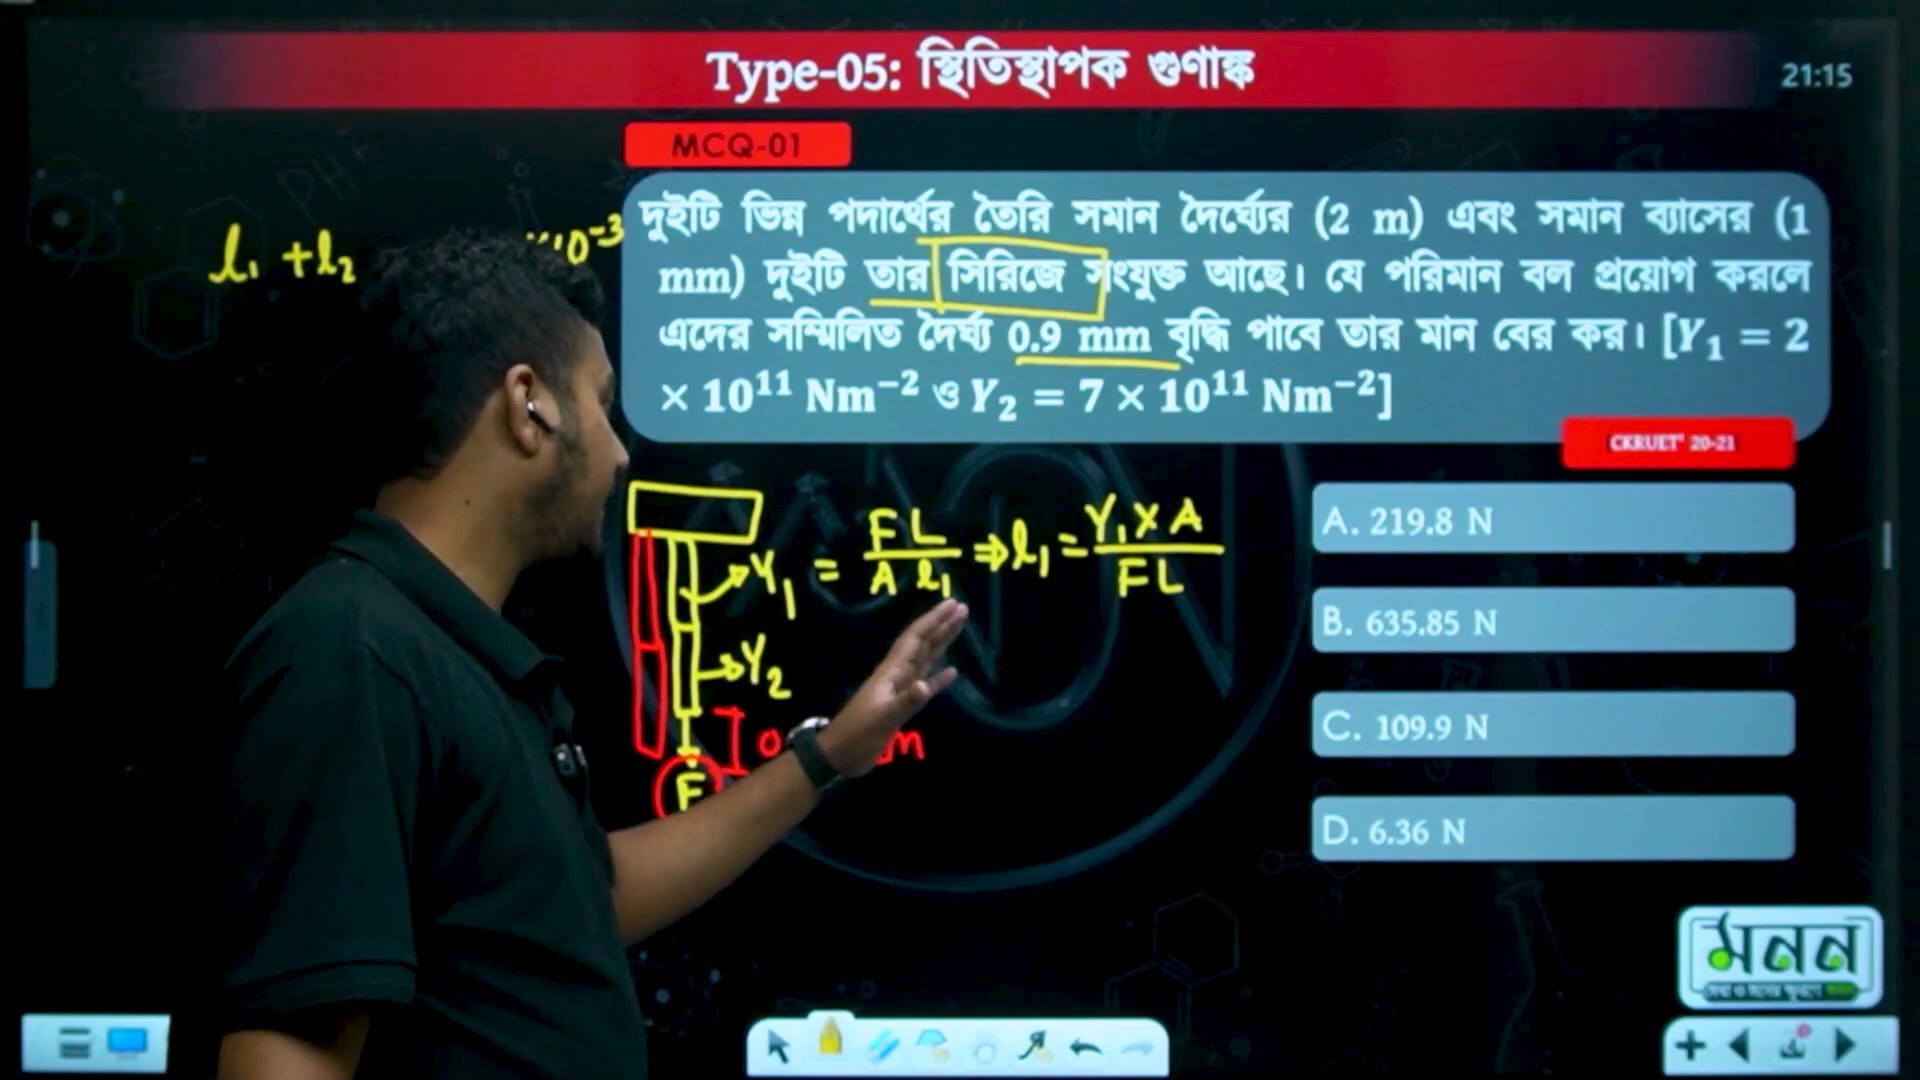 Type-05: স্থিতিস্থাপক গুণাঙ্ক
21:15
MCQ-01
দুইটি ভিন্ন পদার্থের তৈরি সমান দৈর্ঘ্যের (2 m) এবং সমান ব্যাসের (1
mm) দুইটি তার সিরিজে সংযুক্ত আছে। যে পরিমান বল প্রয়োগ করলে
এদের সম্মিলিত দৈর্ঘ্য 0.9 mm বৃদ্ধি পাবে তার মান বের কর। [Y₁ = 2
× 10¹¹ Nm⁻² ও Y₂ = 7 × 10¹¹ Nm⁻²]
CKRUET' 20-21
l₁ + l₂
×10⁻³
Y₁ = FL / A l₁ ⇒ l₁ = Y₁ × A / FL
Y₂
F
A. 219.8 N
B. 635.85 N
C. 109.9 N
D. 6.36 N
মনন